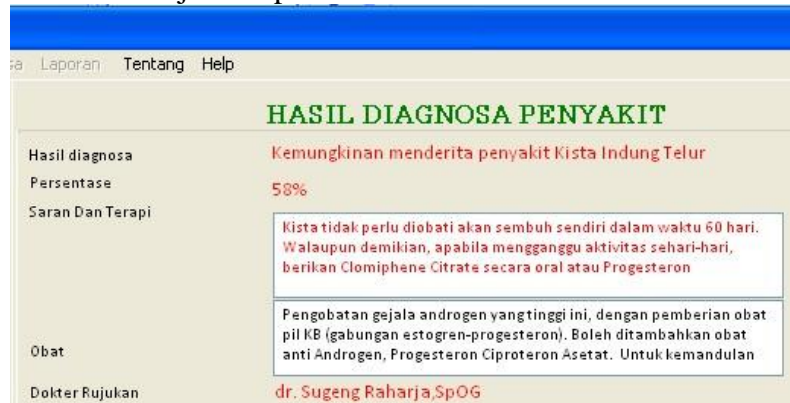 Laporan Tentang Help
HASIL DIAGNOSA PENYAKIT
Hasil diagnosa Kemungkinan menderita penyakit Kista Indung Telur
Persentase 58%
Saran Dan Terapi
Kista tidak perlu diobati akan sembuh sendiri dalam waktu 60 hari.
Walaupun demikian, apabila mengganggu aktivitas sehari-hari,
berikan Clomiphene Citrate secara oral atau Progesteron
Pengobatan gejala androgen yang tinggi ini, dengan pemberian obat
pil KB (gabungan estogren-progesteron). Boleh ditambahkan obat
anti Androgen, Progesteron Ciproteron Asetat. Untuk kemandulan
Obat
Dokter Rujukan dr. Sugeng Raharja,SpOG